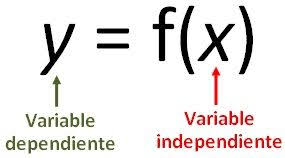 y = f(x)
Variable
dependiente
Variable
independiente